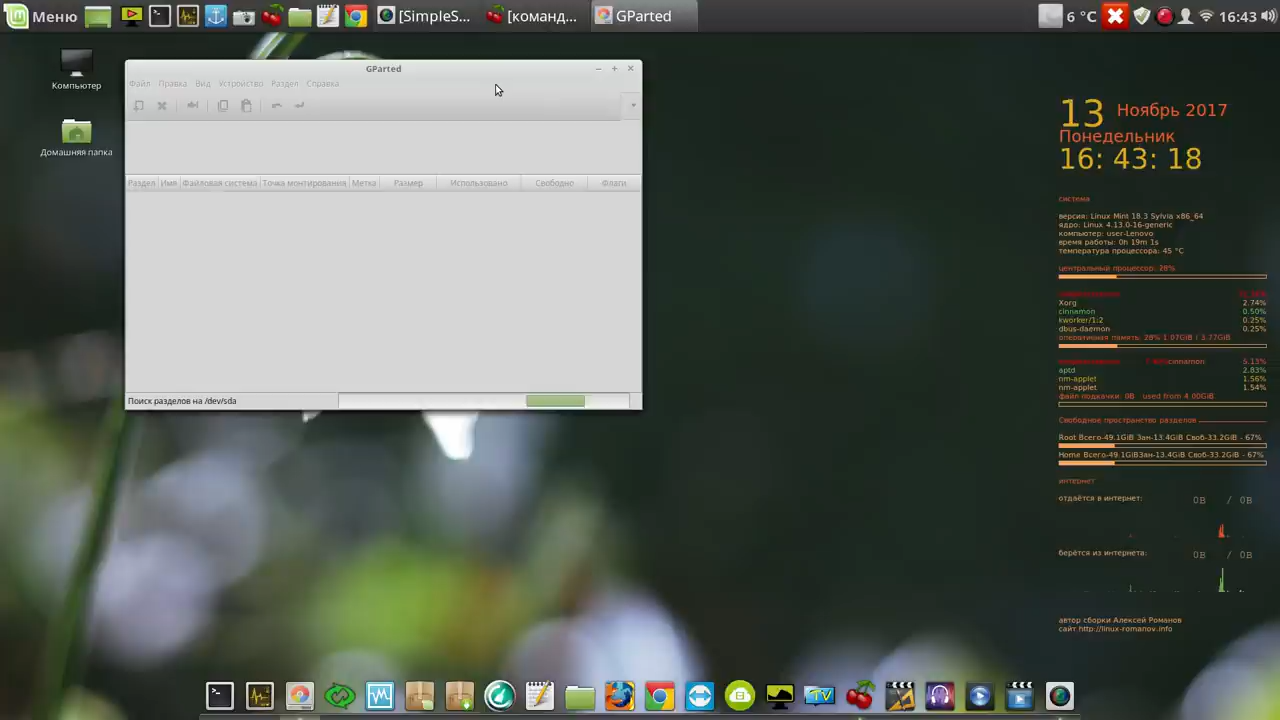 Меню
[SimpleS...
[команд...
GParted
6 °C
16:43
Компьютер
Домашняя папка
GParted
Файл Правка Вид Устройство Раздел Справка
Раздел Имя Файловая система Точка монтирования Метка Размер Использовано Свободно Флаги
Поиск разделов на /dev/sda
13 Ноябрь 2017
Понедельник
16: 43: 18
система
версия: Linux Mint 18.3 Sylvia x86_64
ядро: Linux 4.13.0-16-generic
компьютер: user-Lenovo
время работы: 0h 19m 1s
температура процессора: 45 °C
центральный процессор: 28%
Xorg 2.74%
cinnamon 0.50%
kworker/1:2 0.25%
dbus-daemon 0.25%
оперативная память: 28% 1.07GiB / 3.77GiB
cinnamon 5.13%
aptd 2.83%
nm-applet 1.56%
nm-applet 1.54%
файл подкачки: 0B used from 4.00GiB
Свободное пространство разделов
Root Всего-49.1GiB Зан-13.4GiB Своб-33.2GiB - 67%
Home Всего-49.1GiBЗан-13.4GiB Своб-33.2GiB - 67%
интернет
отдаётся в интернет: 0B / 0B
берётся из интернета: 0B / 0B
автор сборки Алексей Романов
сайт http://linux-romanov.info
TV